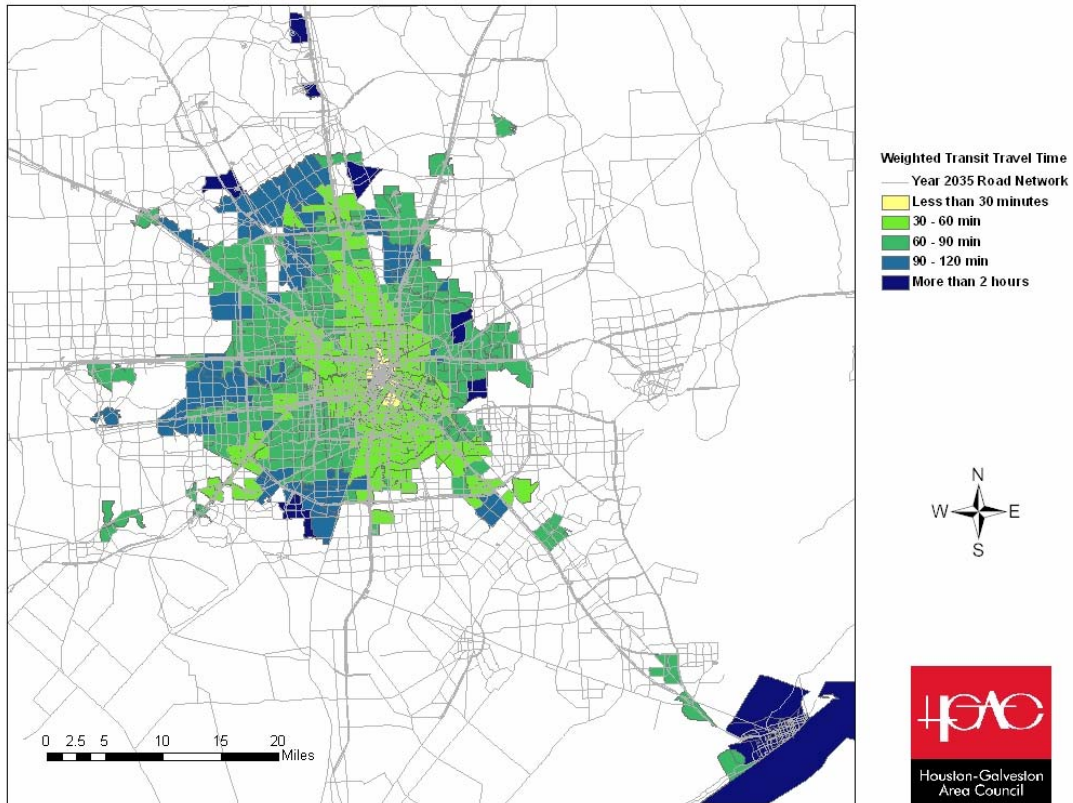 Weighted Transit Travel Time
Year 2035 Road Network
Less than 30 minutes
30 - 60 min
60 - 90 min
90 - 120 min
More than 2 hours
N
W E
S
0 2.5 5 10 15 20
Miles
HGAC
Houston-Galveston
Area Council